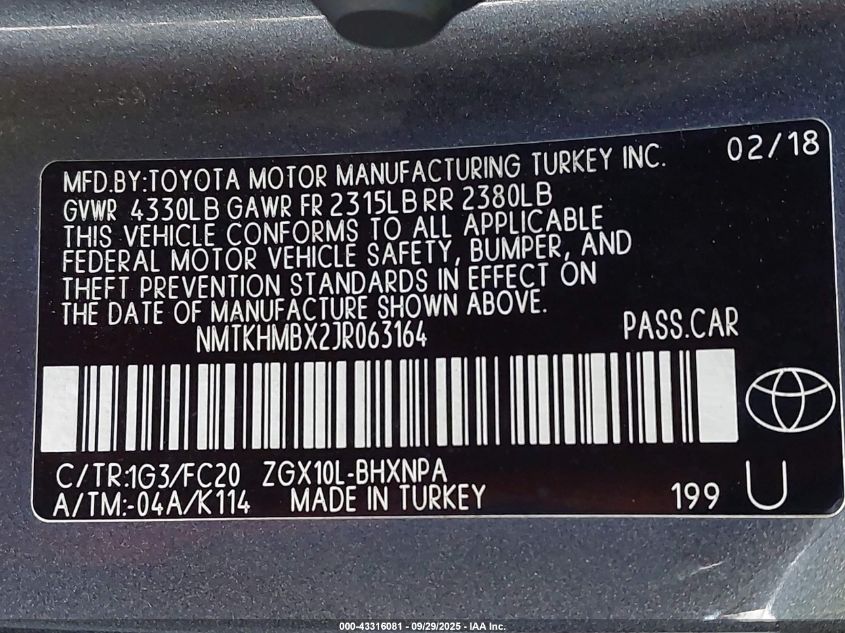 02/18
MFD.BY:TOYOTA MOTOR MANUFACTURING TURKEY INC.
GVWR 4330LB GAWR FR 2315LB RR 2380LB
THIS VEHICLE CONFORMS TO ALL APPLICABLE
FEDERAL MOTOR VEHICLE SAFETY, BUMPER, AND
THEFT PREVENTION STANDARDS IN EFFECT ON
THE DATE OF MANUFACTURE SHOWN ABOVE.
NMTKHMBX2JR063164 PASS.CAR
C/TR:1G3/FC20 ZGX10L-BHXNPA
A/TM:-04A/K114 MADE IN TURKEY 199 U
000-43316081 - 09/29/2025 - IAA Inc.